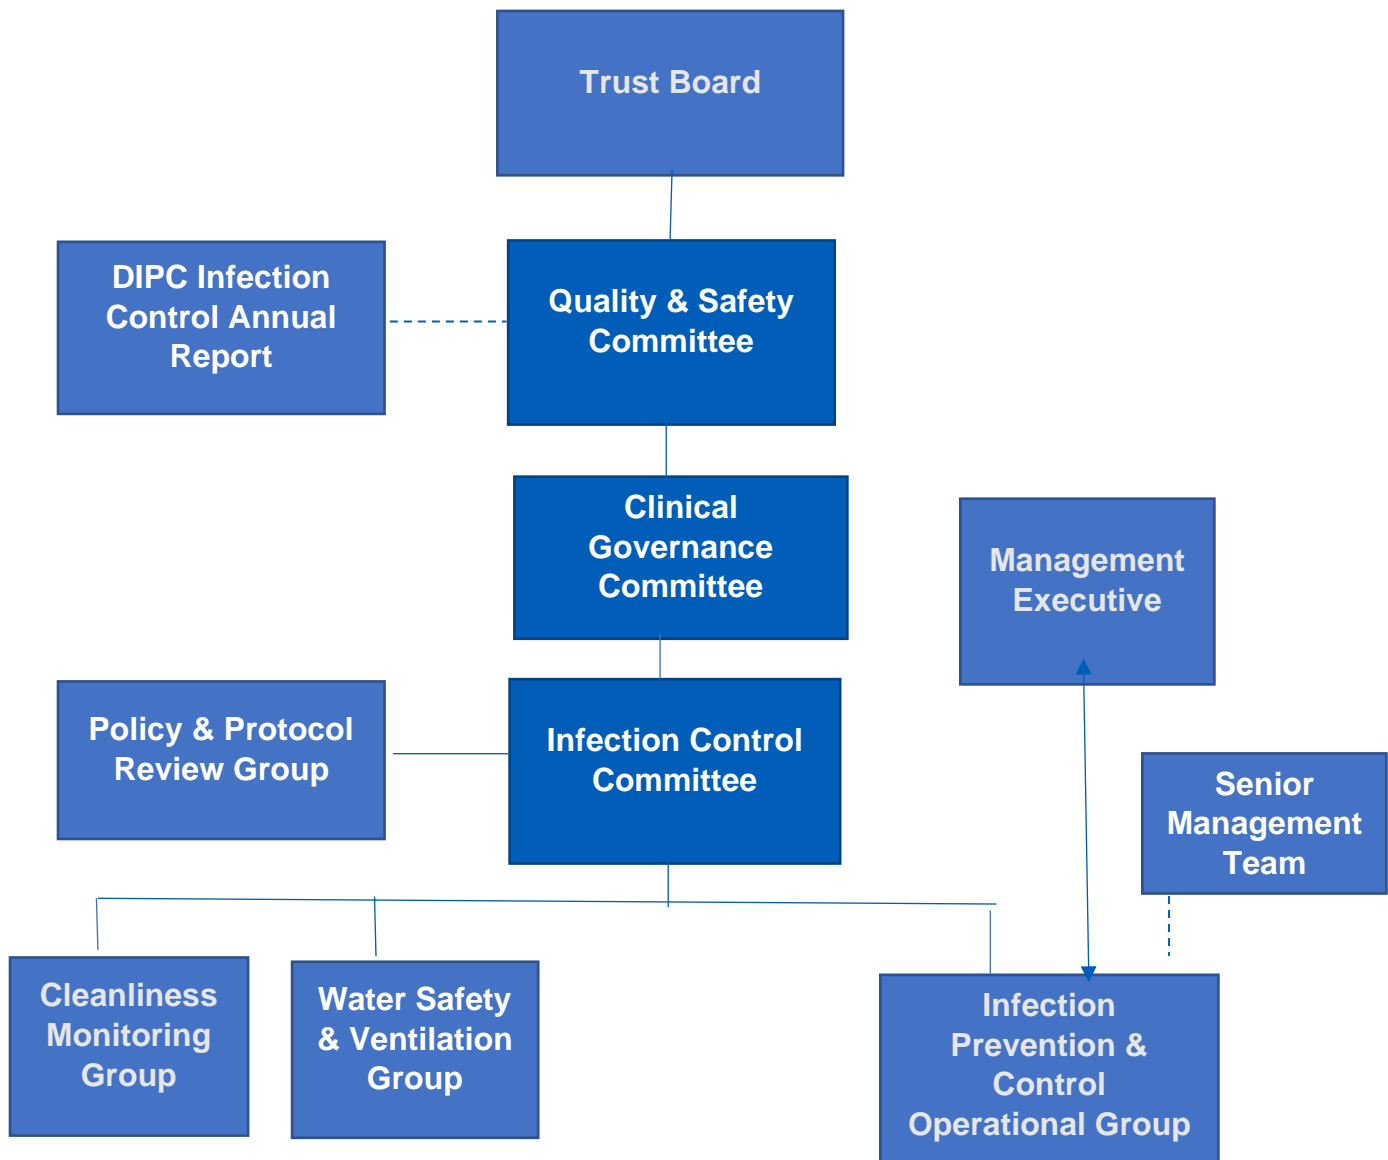 Trust Board
DIPC Infection
Control Annual
Report
Quality & Safety
Committee
Clinical
Governance
Committee
Management
Executive
Policy & Protocol
Review Group
Infection Control
Committee
Senior
Management
Team
Cleanliness
Monitoring
Group
Water Safety
& Ventilation
Group
Infection
Prevention &
Control
Operational Group